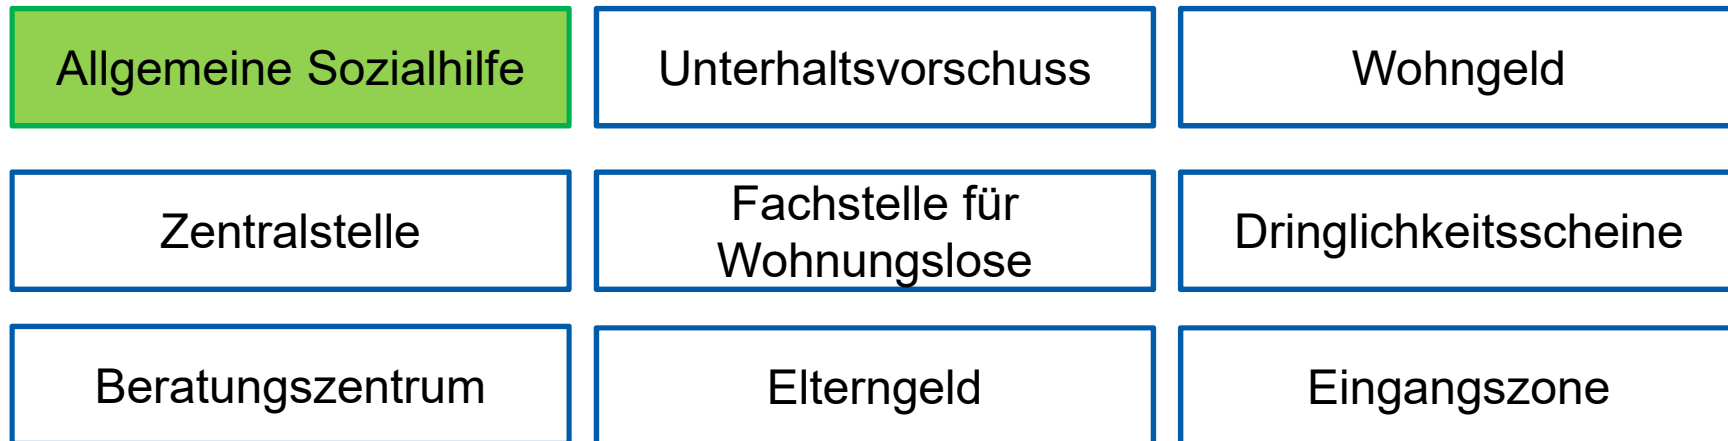 Allgemeine Sozialhilfe
Unterhaltsvorschuss
Wohngeld
Zentralstelle
Fachstelle für
Wohnungslose
Dringlichkeitsscheine
Beratungszentrum
Elterngeld
Eingangszone